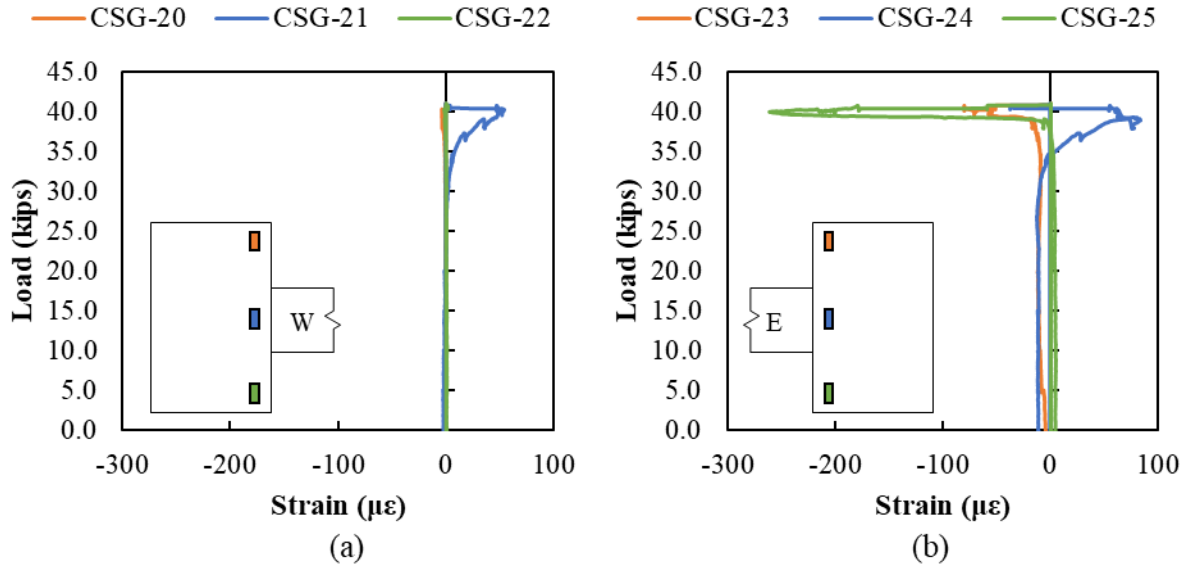 CSG-20 CSG-21 CSG-22
45.0
40.0
35.0
30.0
25.0
20.0
15.0
10.0
5.0
0.0
Load (kips)
W
-300 -200 -100 0 100
Strain (µε)
(a)
CSG-23 CSG-24 CSG-25
45.0
40.0
35.0
30.0
25.0
20.0
15.0
10.0
5.0
0.0
Load (kips)
E
-300 -200 -100 0 100
Strain (µε)
(b)